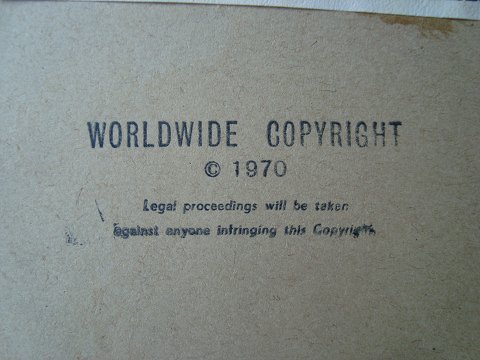 WORLDWIDE COPYRIGHT
© 1970
Legal proceedings will be taken
against anyone infringing this Copyright.